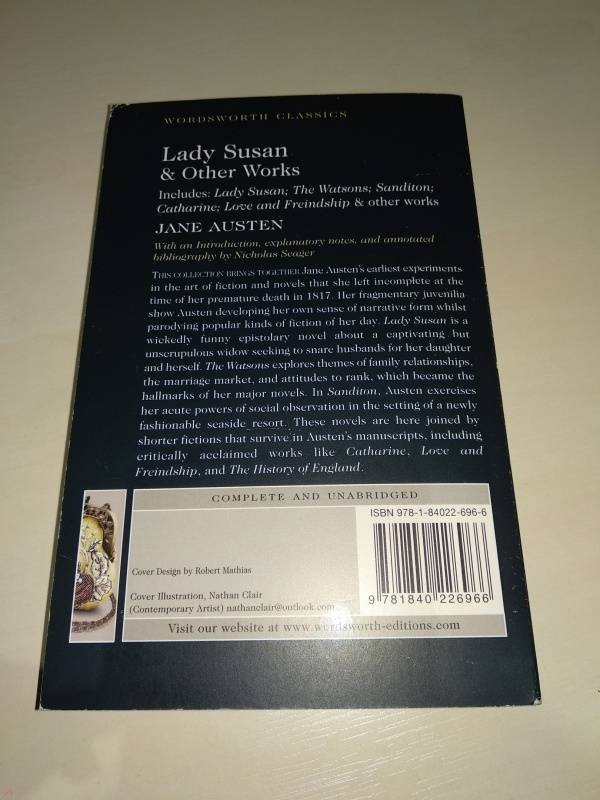 WORDSWORTH CLASSICS
Lady Susan
& Other Works
Includes: Lady Susan; The Watsons; Sanditon;
Catharine; Love and Freindship & other works
JANE AUSTEN
With an Introduction, explanatory notes, and annotated
bibliography by Nicholas Seager
THIS COLLECTION BRINGS TOGETHER Jane Austen's earliest experiments
in the art of fiction and novels that she left incomplete at the
time of her premature death in 1817. Her fragmentary juvenilia
show Austen developing her own sense of narrative form whilst
parodying popular kinds of fiction of her day. Lady Susan is a
wickedly funny epistolary novel about a captivating but
unscrupulous widow seeking to snare husbands for her daughter
and herself. The Watsons explores themes of family relationships,
the marriage market, and attitudes to rank, which became the
hallmarks of her major novels. In Sanditon, Austen exercises
her acute powers of social observation in the setting of a newly
fashionable seaside resort. These novels are here joined by
shorter fictions that survive in Austen's manuscripts, including
critically acclaimed works like Catharine, Love and
Freindship, and The History of England.
COMPLETE AND UNABRIDGED
ISBN 978-1-84022-696-6
Cover Design by Robert Mathias
Cover Illustration, Nathan Clair
(Contemporary Artist) nathanclair@outlook.com
9 781840 226966
Visit our website at www.wordsworth-editions.com